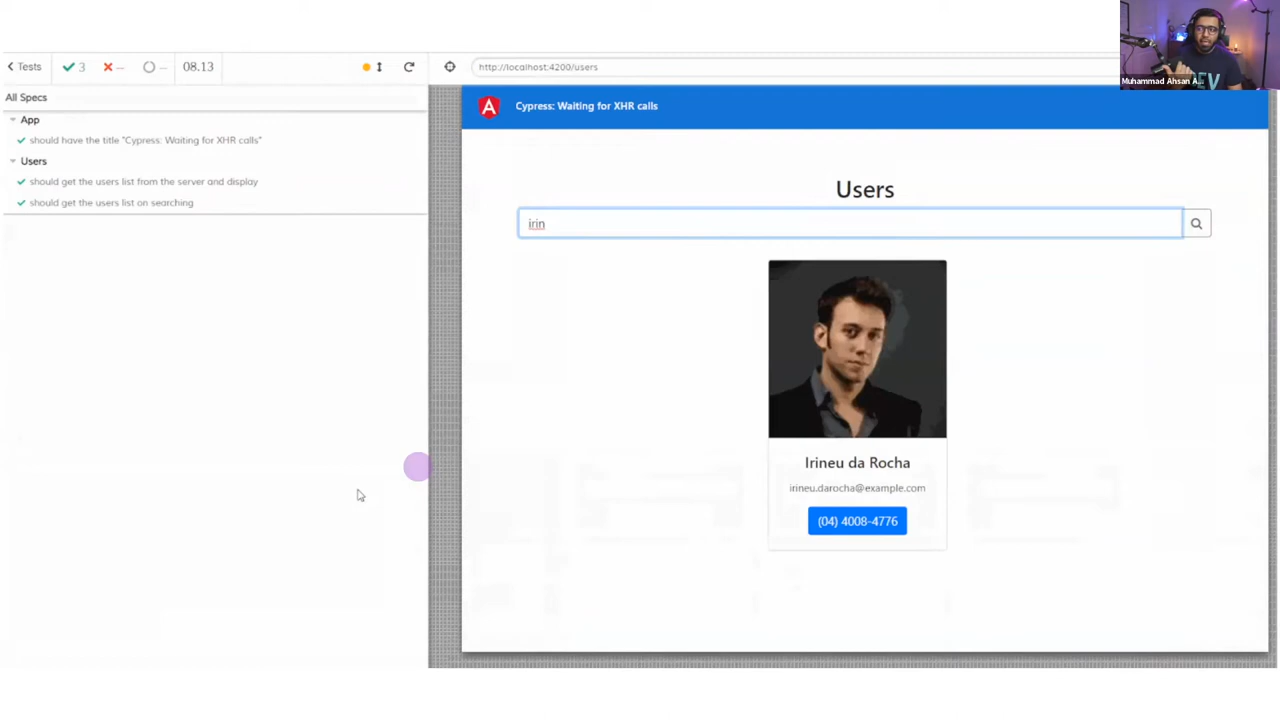 Tests
3
--
--
08.13
http://localhost:4200/users
Muhammad Ahsan A...
All Specs
App
should have the title "Cypress: Waiting for XHR calls"
Users
should get the users list from the server and display
should get the users list on searching
A
Cypress: Waiting for XHR calls
Users
irin
Irineu da Rocha
irineu.darocha@example.com
(04) 4008-4776